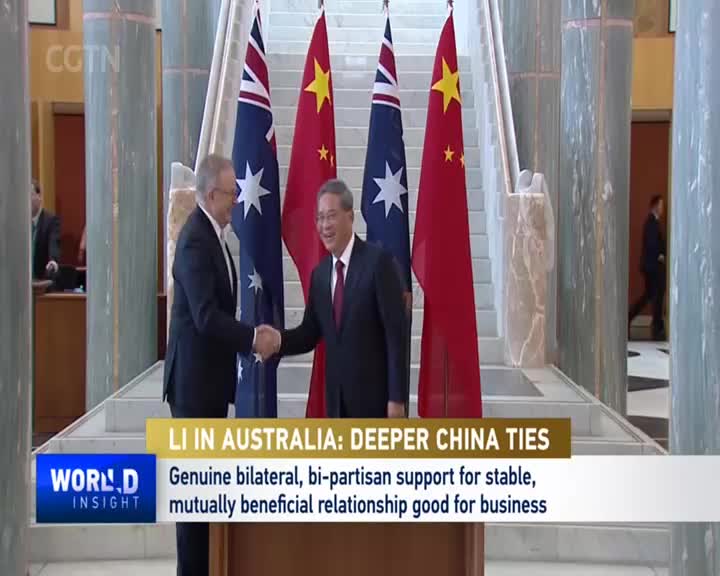 CGTN
LI IN AUSTRALIA: DEEPER CHINA TIES
WORLD
INSIGHT
Genuine bilateral, bi-partisan support for stable,
mutually beneficial relationship good for business